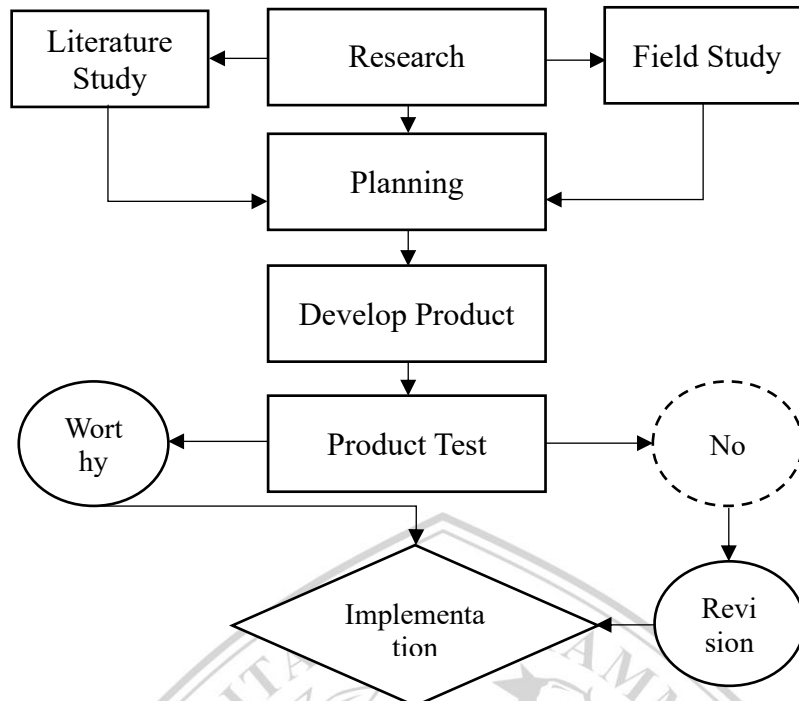 Literature
Study
Research
Field Study
Planning
Develop Product
Wort
hy
Product Test
No
Implementa
tion
Revi
sion